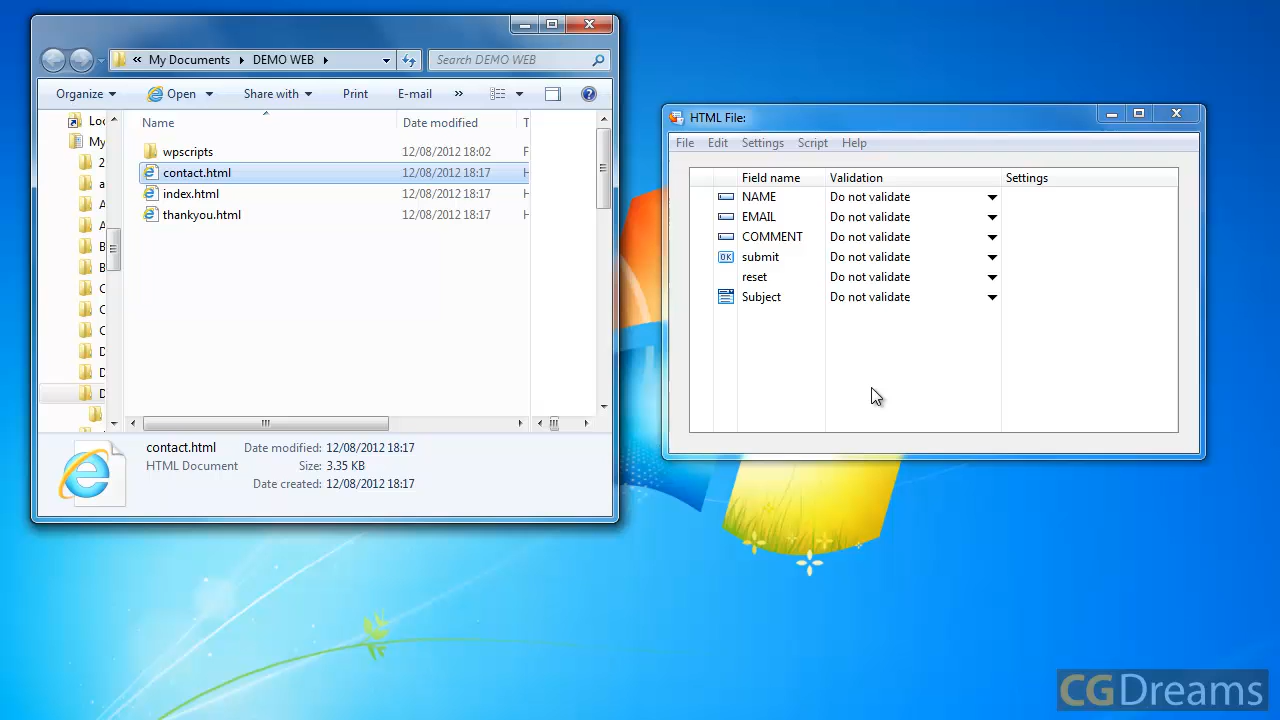 « My Documents DEMO WEB
Search DEMO WEB
Organize Open Share with Print E-mail »
Name Date modified T
wpscripts 12/08/2012 18:02 F
contact.html 12/08/2012 18:17 H
index.html 12/08/2012 18:17 H
thankyou.html 12/08/2012 18:17 H
Loc
My
2
a
A
A
B
B
C
C
C
D
D
D
contact.html Date modified: 12/08/2012 18:17
HTML Document Size: 3.35 KB
Date created: 12/08/2012 18:17
HTML File:
File Edit Settings Script Help
Field name Validation Settings
NAME Do not validate
EMAIL Do not validate
COMMENT Do not validate
OK submit Do not validate
reset Do not validate
Subject Do not validate
CGDreams